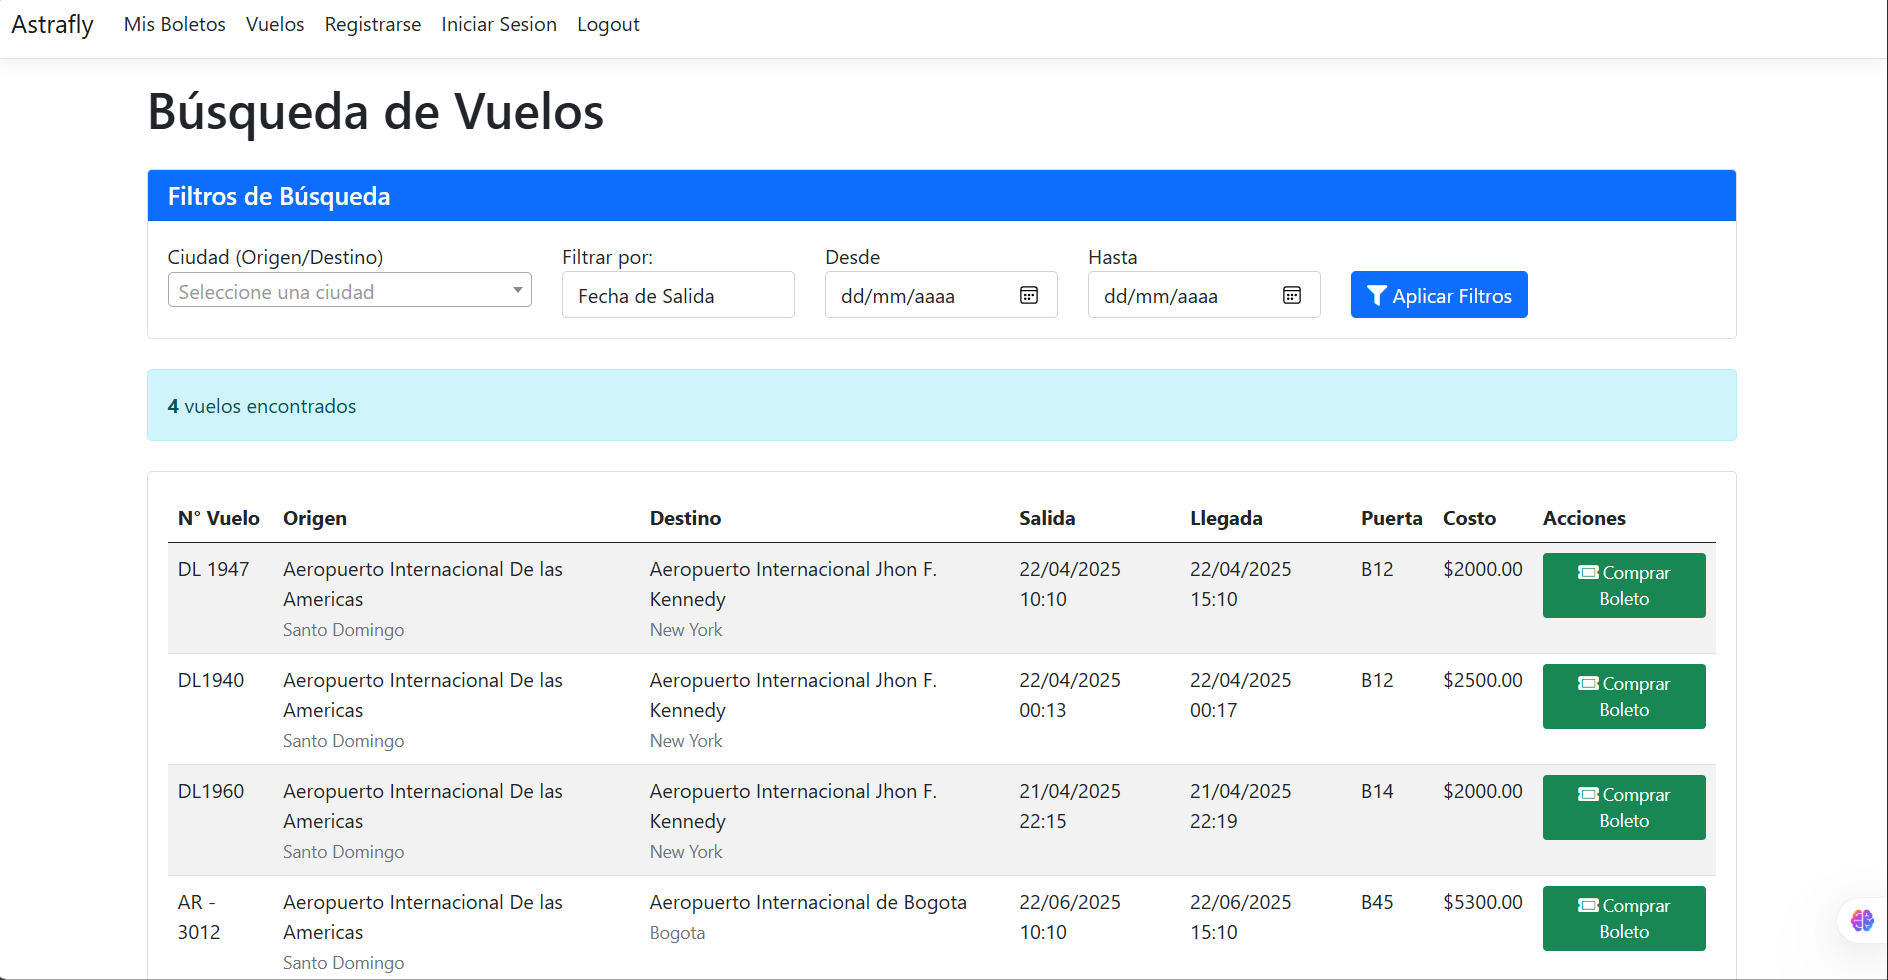 Astrafly Mis Boletos Vuelos Registrarse Iniciar Sesion Logout
Búsqueda de Vuelos
Filtros de Búsqueda
Ciudad (Origen/Destino) Filtrar por: Desde Hasta
Seleccione una ciudad Fecha de Salida dd/mm/aaaa dd/mm/aaaa Aplicar Filtros
4 vuelos encontrados
N° Vuelo Origen Destino Salida Llegada Puerta Costo Acciones
DL 1947 Aeropuerto Internacional De las Aeropuerto Internacional Jhon F. 22/04/2025 22/04/2025 B12 $2000.00 Comprar
Americas Kennedy 10:10 15:10 Boleto
Santo Domingo New York
DL1940 Aeropuerto Internacional De las Aeropuerto Internacional Jhon F. 22/04/2025 22/04/2025 B12 $2500.00 Comprar
Americas Kennedy 00:13 00:17 Boleto
Santo Domingo New York
DL1960 Aeropuerto Internacional De las Aeropuerto Internacional Jhon F. 21/04/2025 21/04/2025 B14 $2000.00 Comprar
Americas Kennedy 22:15 22:19 Boleto
Santo Domingo New York
AR - Aeropuerto Internacional De las Aeropuerto Internacional de Bogota 22/06/2025 22/06/2025 B45 $5300.00 Comprar
3012 Americas Bogota 10:10 15:10 Boleto
Santo Domingo